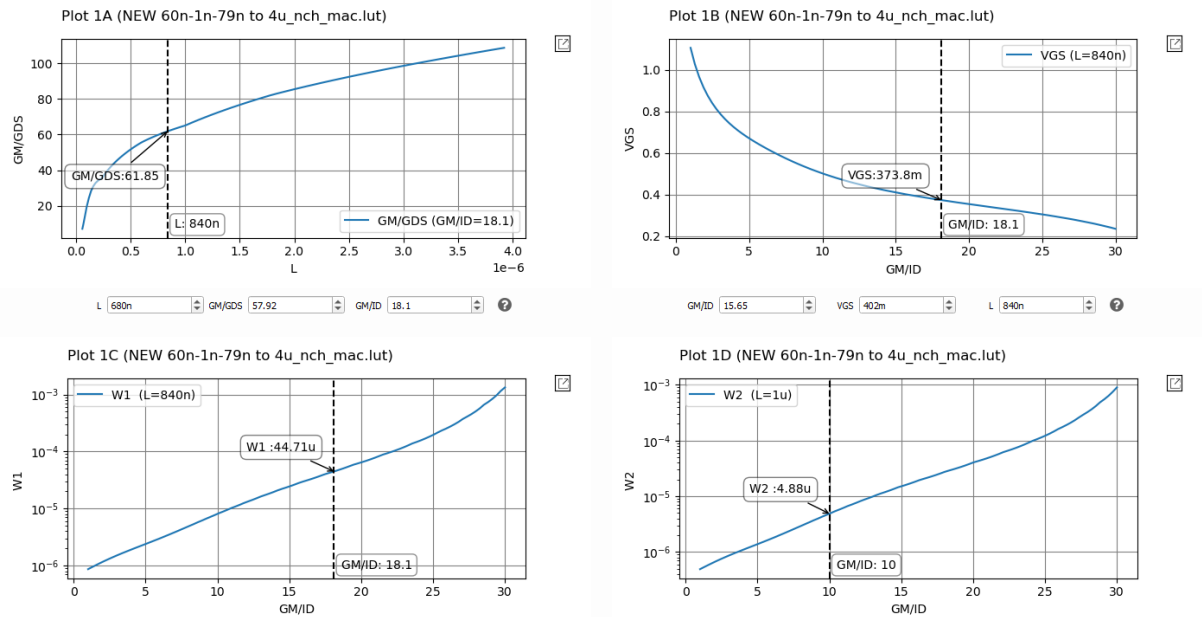 Plot 1A (NEW 60n-1n-79n to 4u_nch_mac.lut)
GM/GDS
100
80
60
40
20
GM/GDS:61.85
L: 840n
GM/GDS (GM/ID=18.1)
0.0 0.5 1.0 1.5 2.0 2.5 3.0 3.5 4.0
1e-6
L
L 680n GM/GDS 57.92 GM/ID 18.1 ?
Plot 1B (NEW 60n-1n-79n to 4u_nch_mac.lut)
VGS
1.0
0.8
0.6
0.4
0.2
VGS (L=840n)
VGS:373.8m
GM/ID: 18.1
0 5 10 15 20 25 30
GM/ID
GM/ID 15.65 VGS 402m L 840n ?
Plot 1C (NEW 60n-1n-79n to 4u_nch_mac.lut)
W1
10−3
10−4
10−5
10−6
W1 (L=840n)
W1 :44.71u
GM/ID: 18.1
0 5 10 15 20 25 30
GM/ID
Plot 1D (NEW 60n-1n-79n to 4u_nch_mac.lut)
W2
10−3
10−4
10−5
10−6
W2 (L=1u)
W2 :4.88u
GM/ID: 10
0 5 10 15 20 25 30
GM/ID